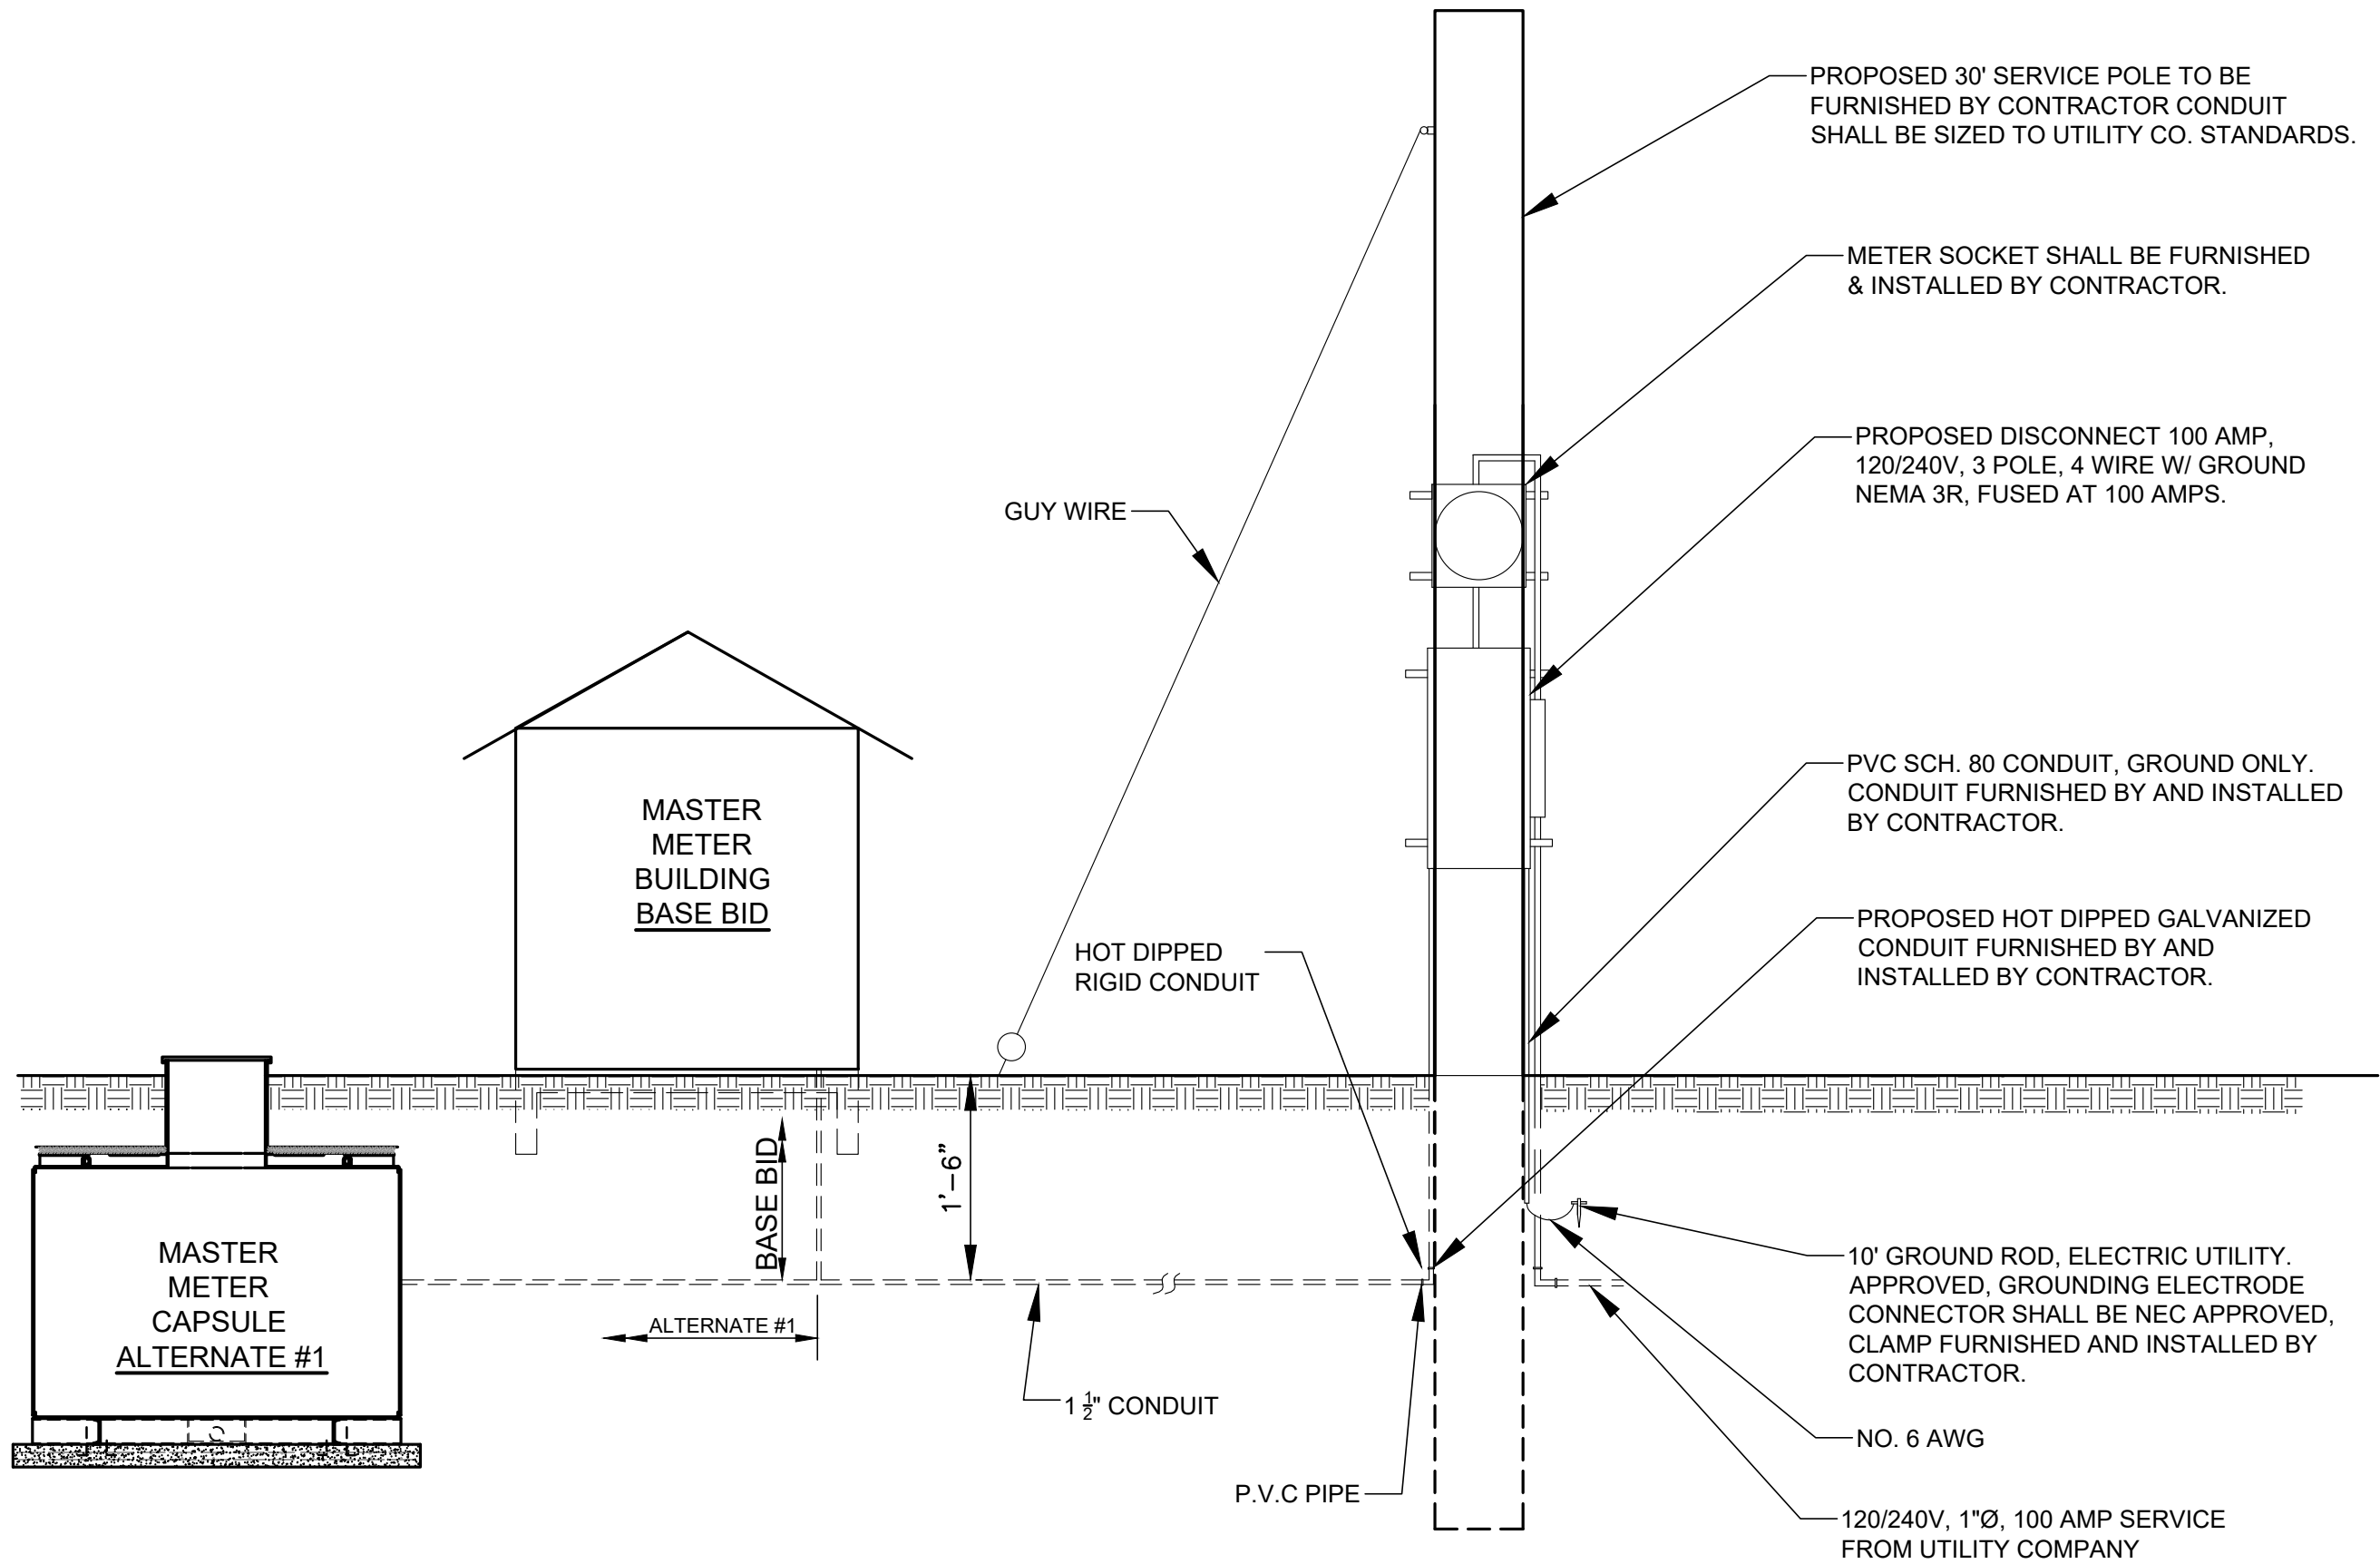 PROPOSED 30' SERVICE POLE TO BE
FURNISHED BY CONTRACTOR CONDUIT
SHALL BE SIZED TO UTILITY CO. STANDARDS.
METER SOCKET SHALL BE FURNISHED
& INSTALLED BY CONTRACTOR.
PROPOSED DISCONNECT 100 AMP,
120/240V, 3 POLE, 4 WIRE W/ GROUND
NEMA 3R, FUSED AT 100 AMPS.
GUY WIRE
PVC SCH. 80 CONDUIT, GROUND ONLY.
CONDUIT FURNISHED BY AND INSTALLED
BY CONTRACTOR.
MASTER
METER
BUILDING
BASE BID
HOT DIPPED
RIGID CONDUIT
PROPOSED HOT DIPPED GALVANIZED
CONDUIT FURNISHED BY AND
INSTALLED BY CONTRACTOR.
BASE BID
1'–6"
MASTER
METER
CAPSULE
ALTERNATE #1
ALTERNATE #1
10' GROUND ROD, ELECTRIC UTILITY.
APPROVED, GROUNDING ELECTRODE
CONNECTOR SHALL BE NEC APPROVED,
CLAMP FURNISHED AND INSTALLED BY
CONTRACTOR.
1 1/2" CONDUIT
NO. 6 AWG
P.V.C PIPE
120/240V, 1"Ø, 100 AMP SERVICE
FROM UTILITY COMPANY